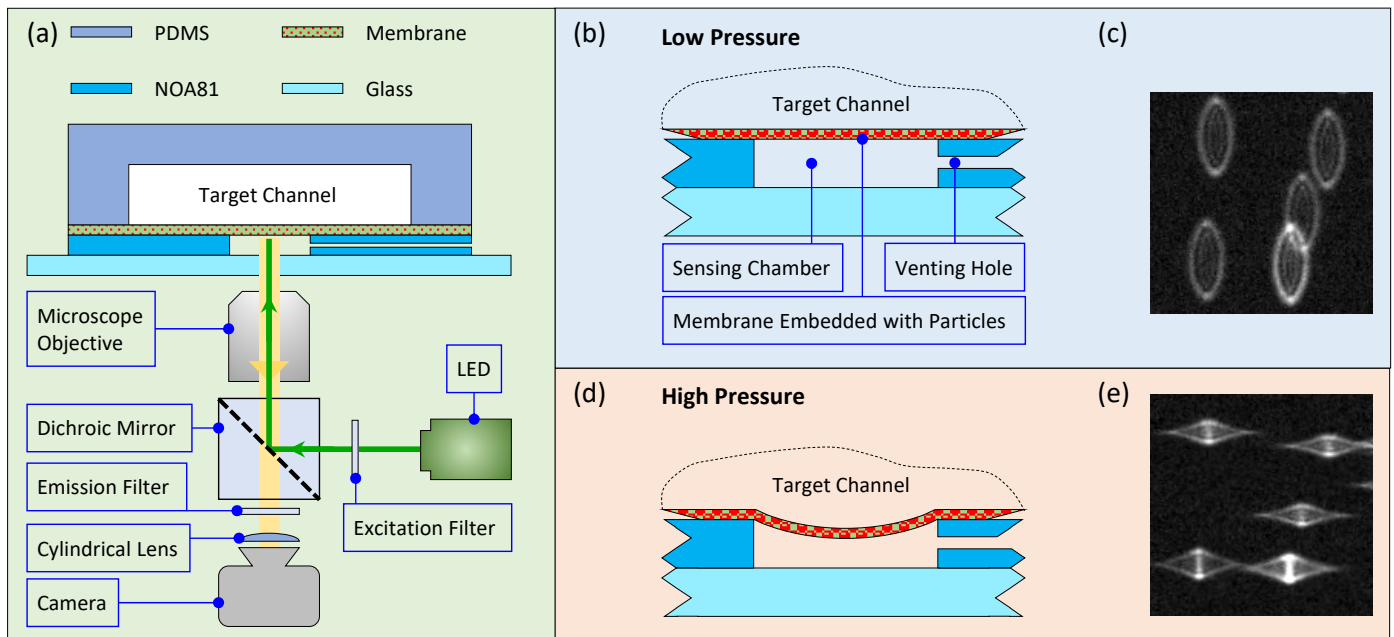 (a)
PDMS
Membrane
NOA81
Glass
Target Channel
Microscope
Objective
LED
Dichroic Mirror
Emission Filter
Excitation Filter
Cylindrical Lens
Camera
(b)
Low Pressure
Target Channel
Sensing Chamber
Venting Hole
Membrane Embedded with Particles
(c)
(d)
High Pressure
Target Channel
(e)